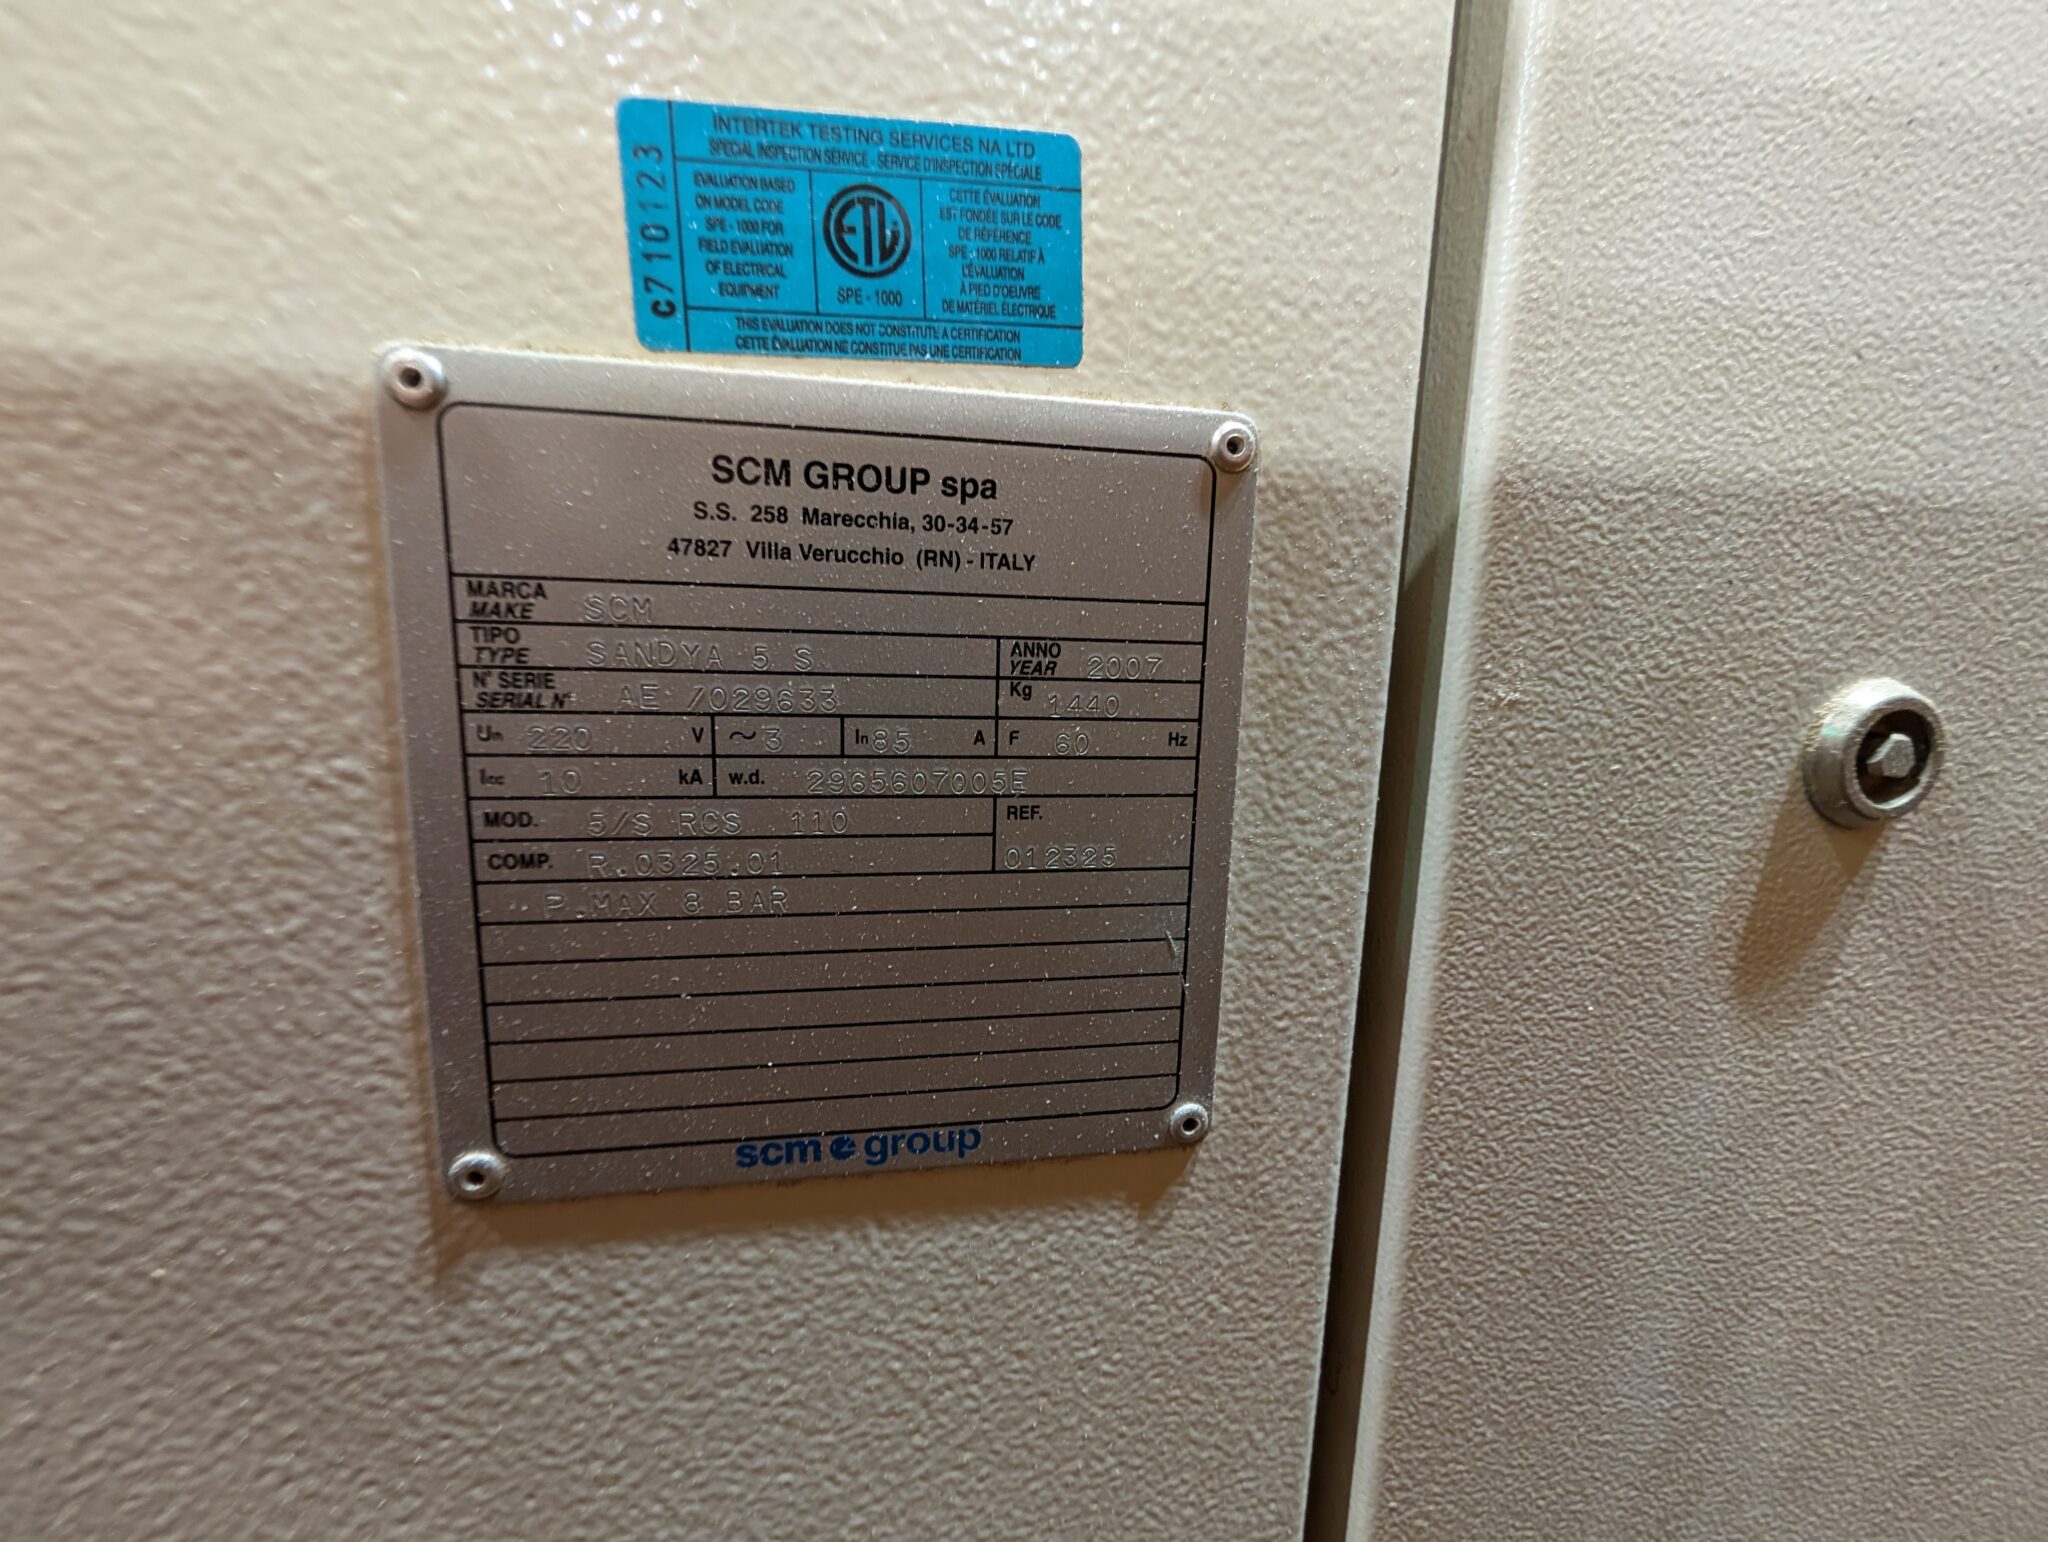 c710123
INTERTEK TESTING SERVICES NA LTD
SPECIAL INSPECTION SERVICE - SERVICE D'INSPECTION SPÉCIALE
EVALUATION BASED
ON MODEL CODE
SPE - 1000 FOR
FIELD EVALUATION
OF ELECTRICAL
EQUIPMENT
ETL
SPE - 1000
CETTE ÉVALUATION
EST FONDÉE SUR LE CODE
DE RÉFÉRENCE
SPE - 1000 RELATIF À
L'ÉVALUATION
À PIED D'OEUVRE
DE MATÉRIEL ÉLECTRIQUE
THIS EVALUATION DOES NOT CONSTITUTE A CERTIFICATION
CETTE ÉVALUATION NE CONSTITUE PAS UNE CERTIFICATION
SCM GROUP spa
S.S. 258 Marecchia, 30-34-57
47827 Villa Verucchio (RN) - ITALY
MARCA
MAKE SCM
TIPO
TYPE SANDYA 5 S
ANNO
YEAR 2007
N° SERIE
SERIAL N° AE /029633
Kg 1440
Un 220 V ~ 3 In 85 A F 60 Hz
Icc 10 kA w.d. 2965607005E
MOD. 5/S RCS 110
REF.
COMP. R.0325.01 012325
P.MAX 8 BAR
scm group